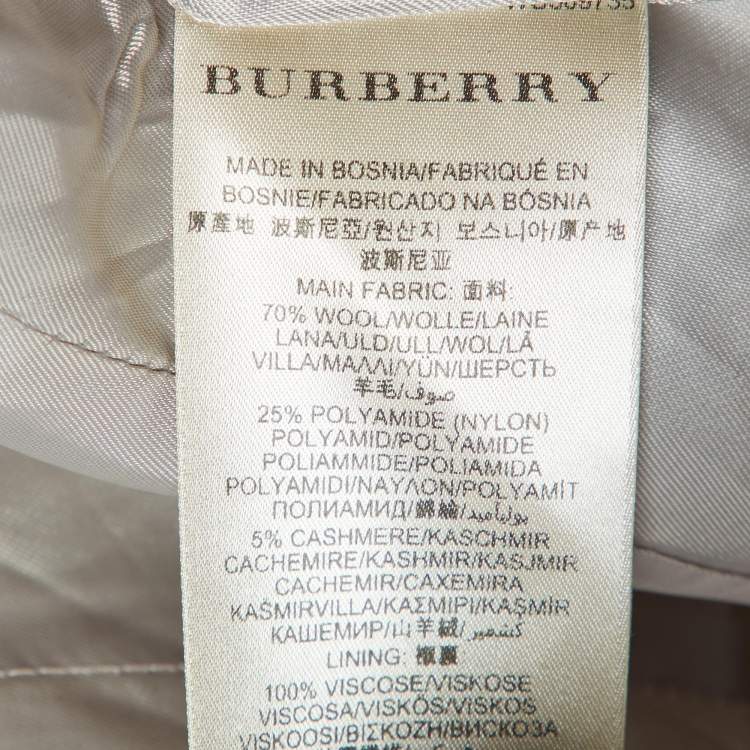 BURBERRY
MADE IN BOSNIA/FABRIQUÉ EN
BOSNIE/FABRICADO NA BÓSNIA
原產地 波斯尼亞/원산지 보스니아/原产地
波斯尼亚
MAIN FABRIC: 面料:
70% WOOL/WOLLE/LAINE
LANA/ULD/ULL/WOL/LÃ
VILLA/ΜΑΛΛΙ/YÜN/ШЕРСТЬ
羊毛/صوف/
25% POLYAMIDE (NYLON)
POLYAMID/POLYAMIDE
POLIAMMIDE/POLIAMIDA
POLYAMIDI/ΝΑΥΛΟΝ/POLYAMİT
ПОЛИАМИД/錦綸/بولياميد/
5% CASHMERE/KASCHMIR
CACHEMIRE/KASHMIR/KASJMIR
CACHEMIR/CAXEMIRA
KAŠMIRVILLA/ΚΑΣΜΙΡΙ/KAŞMİR
КАШЕМИР/山羊絨/كشمير/
LINING: 裡
100% VISCOSE/VISKOSE
VISCOSA/VISKÓS/VISKOS
VISKOOSI/ΒΙΣΚΟΖΗ/ВИСКОЗА